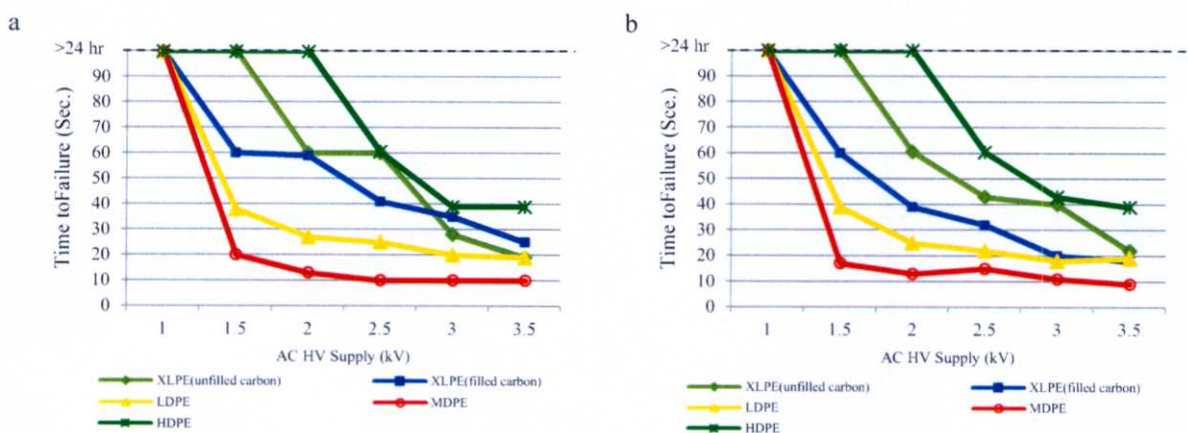 a
>24 hr
90
80
70
60
50
40
30
20
10
0
Time toFailure (Sec.)
1 1.5 2 2.5 3 3.5
AC HV Supply (kV)
XLPE(unfilled carbon) XLPE(filled carbon)
LDPE MDPE
HDPE
b
>24 hr
90
80
70
60
50
40
30
20
10
0
Time toFailure (Sec.)
1 1.5 2 2.5 3 3.5
AC HV Supply (kV)
XLPE(unfilled carbon) XLPE(filled carbon)
LDPE MDPE
HDPE